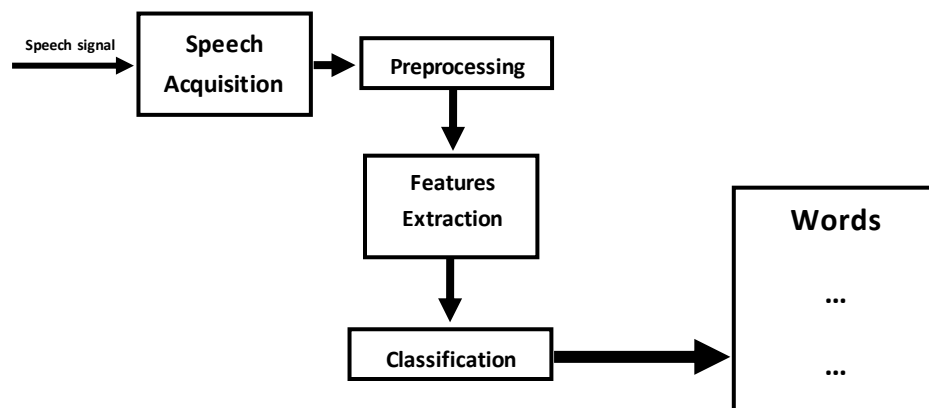 Speech signal
Speech
Acquisition
Preprocessing
Features
Extraction
Classification
Words
...
...